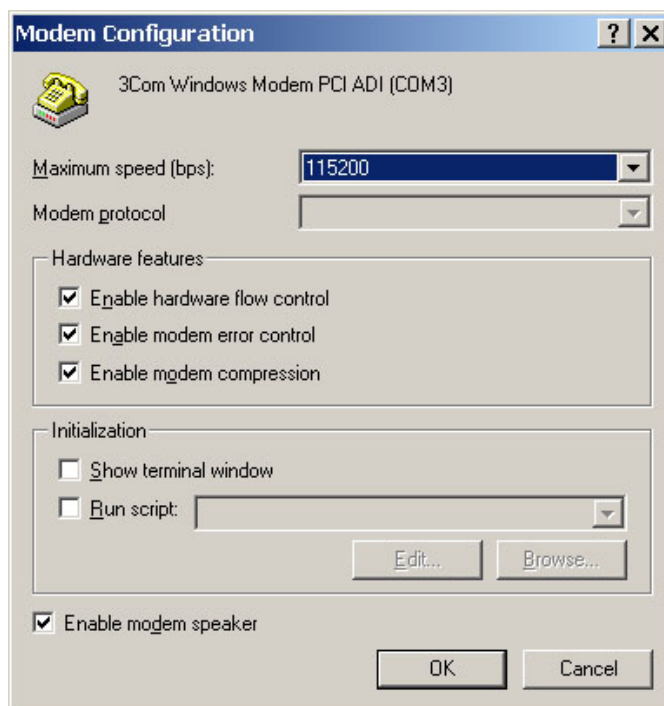 Modem Configuration
3Com Windows Modem PCI ADI (COM3)
Maximum speed (bps): 115200
Modem protocol
Hardware features
Enable hardware flow control
Enable modem error control
Enable modem compression
Initialization
Show terminal window
Run script:
Edit... Browse...
Enable modem speaker
OK Cancel